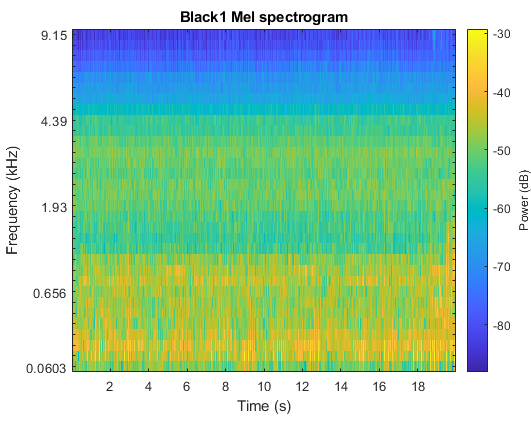 Black1 Mel spectrogram
9.15
4.39
1.93
0.656
0.0603
Frequency (kHz)
2 4 6 8 10 12 14 16 18
Time (s)
-30
-40
-50
-60
-70
-80
Power (dB)